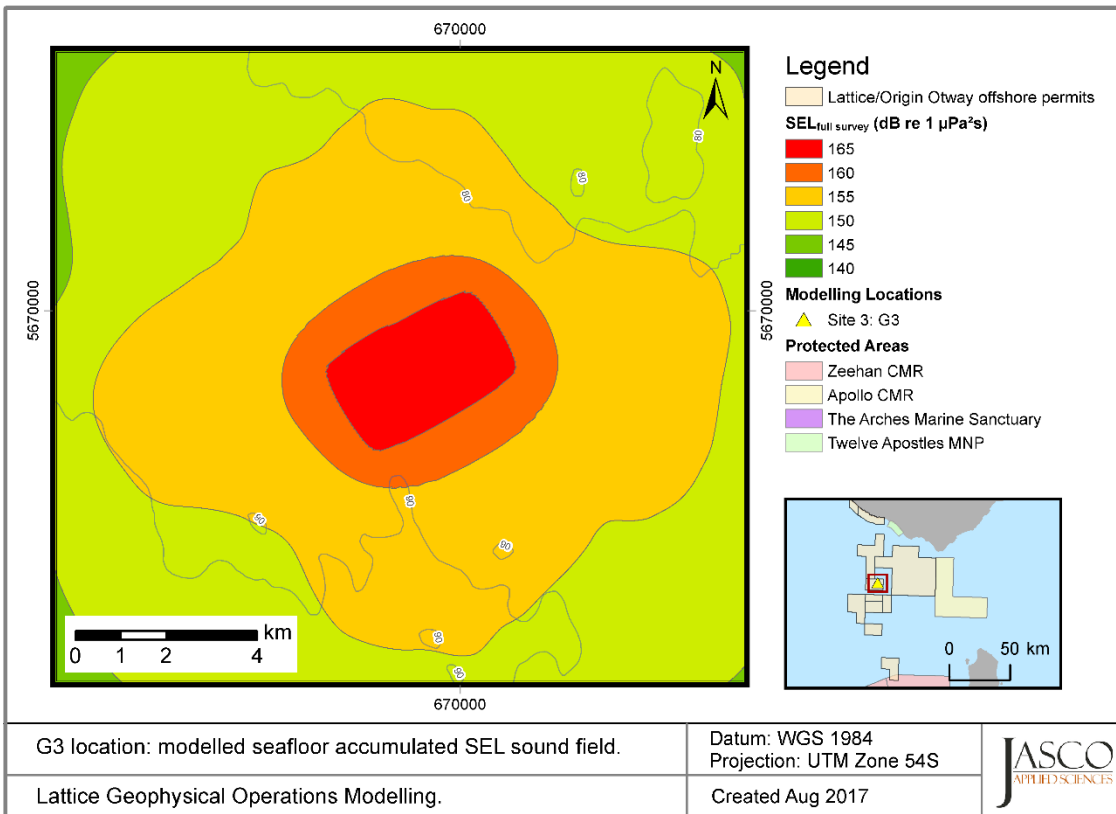 670000
N
80
80
80
80
5670000
5670000
90
90
90
90
90
km
0 1 2 4
670000
Legend
Lattice/Origin Otway offshore permits
SELfull survey (dB re 1 µPa²s)
165
160
155
150
145
140
Modelling Locations
Site 3: G3
Protected Areas
Zeehan CMR
Apollo CMR
The Arches Marine Sanctuary
Twelve Apostles MNP
0 50 km
G3 location: modelled seafloor accumulated SEL sound field.
Lattice Geophysical Operations Modelling.
Datum: WGS 1984
Projection: UTM Zone 54S
Created Aug 2017
JASCO
APPLIED SCIENCES